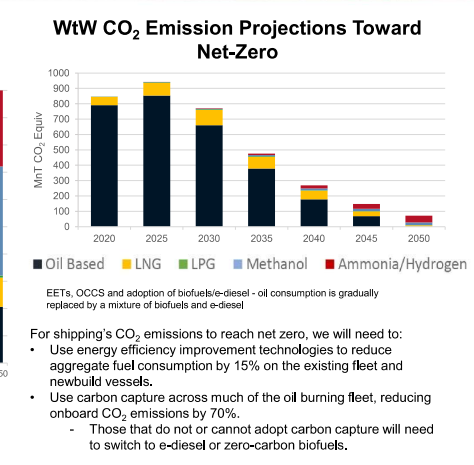 WtW CO₂ Emission Projections Toward
Net-Zero
1000
900
800
700
600
500
400
300
200
100
0
MnT CO₂ Equiv
2020 2025 2030 2035 2040 2045 2050
Oil Based LNG LPG Methanol Ammonia/Hydrogen
50
EETs, OCCS and adoption of biofuels/e-diesel - oil consumption is gradually
replaced by a mixture of biofuels and e-diesel
For shipping's CO₂ emissions to reach net zero, we will need to:
• Use energy efficiency improvement technologies to reduce
aggregate fuel consumption by 15% on the existing fleet and
newbuild vessels.
• Use carbon capture across much of the oil burning fleet, reducing
onboard CO₂ emissions by 70%.
- Those that do not or cannot adopt carbon capture will need
to switch to e-diesel or zero-carbon biofuels.